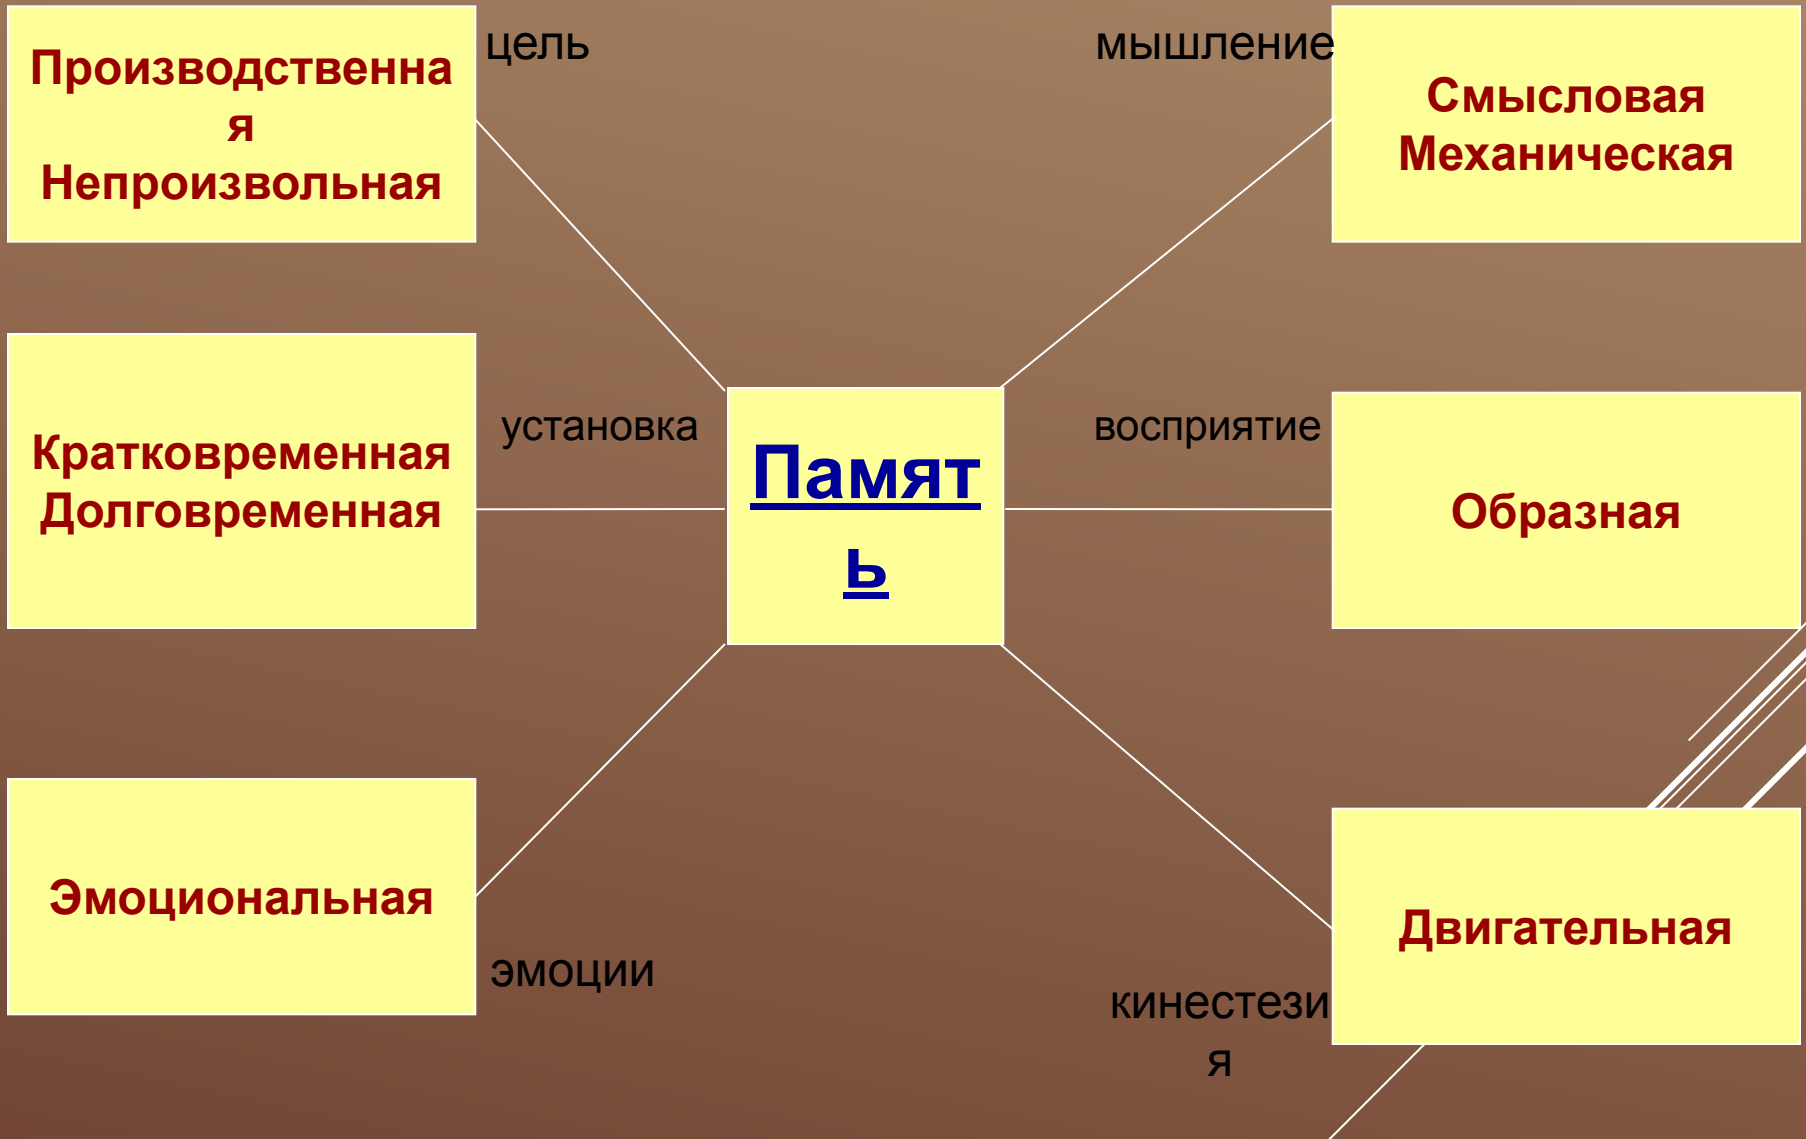 Производственна
я
Непроизвольная
цель
мышление
Смысловая
Механическая
Кратковременная
Долговременная
установка
Памят
ь
восприятие
Образная
Эмоциональная
эмоции
кинестези
я
Двигательная